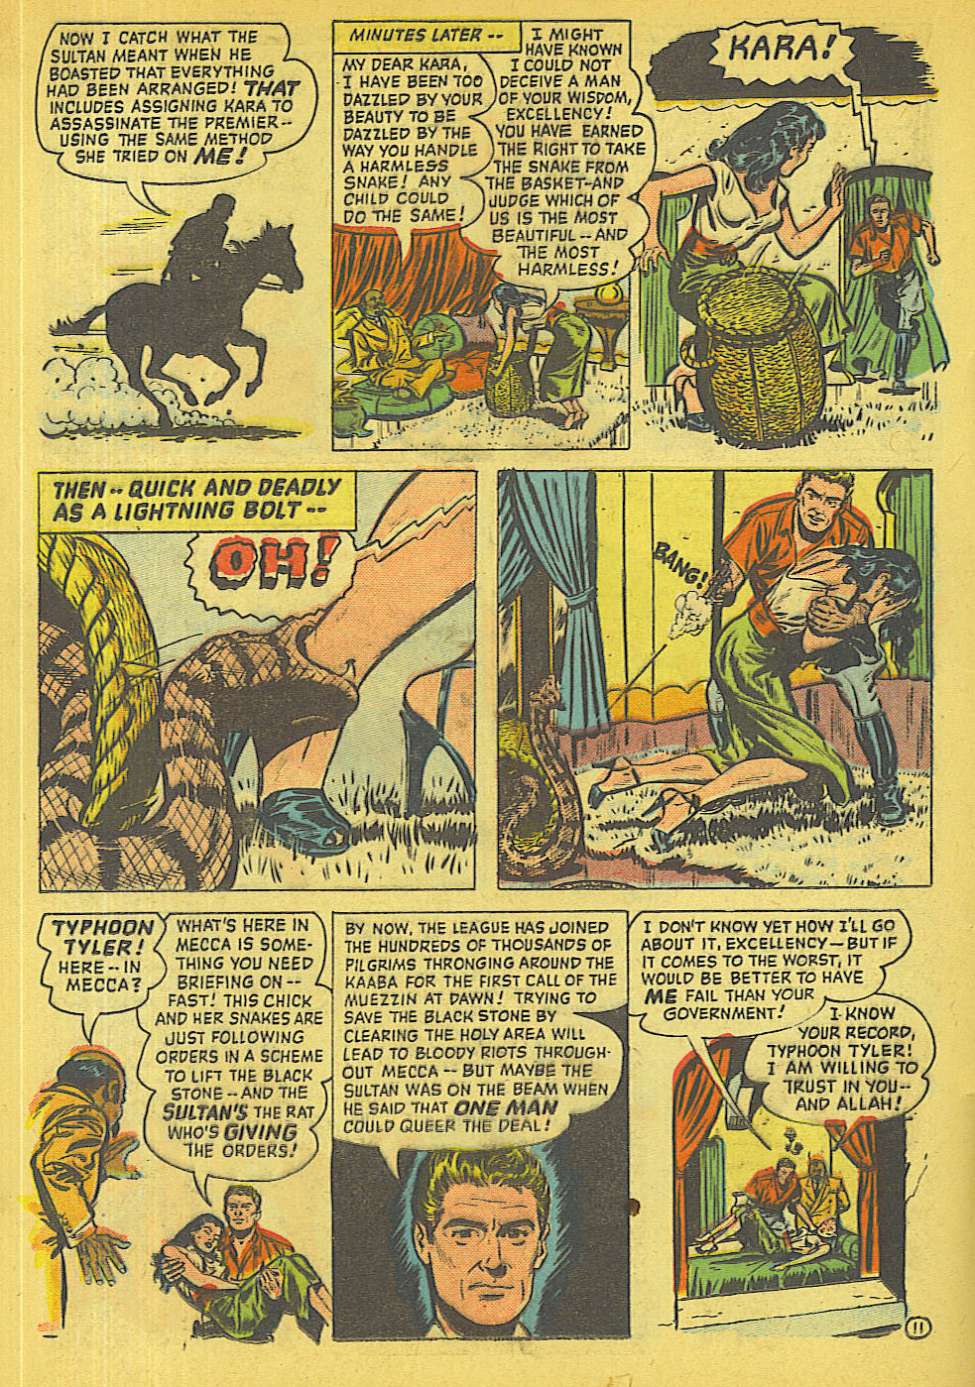 NOW I CATCH WHAT THE
SULTAN MEANT WHEN HE
BOASTED THAT EVERYTHING
HAD BEEN ARRANGED! THAT
INCLUDES ASSIGNING KARA TO
ASSASSINATE THE PREMIER--
USING THE SAME METHOD
SHE TRIED ON ME!
MINUTES LATER --
MY DEAR KARA,
I HAVE BEEN TOO
DAZZLED BY YOUR
BEAUTY TO BE
DAZZLED BY THE
WAY YOU HANDLE
A HARMLESS
SNAKE! ANY
CHILD COULD
DO THE SAME!
I MIGHT
HAVE KNOWN
I COULD NOT
DECEIVE A MAN
OF YOUR WISDOM,
EXCELLENCY!
YOU HAVE EARNED
THE RIGHT TO TAKE
THE SNAKE FROM
THE BASKET--AND
JUDGE WHICH OF
US IS THE MOST
BEAUTIFUL--AND
THE MOST
HARMLESS!
KARA!
THEN -- QUICK AND DEADLY
AS A LIGHTNING BOLT --
OH!
BANG!
TYPHOON
TYLER!
HERE--IN
MECCA?
WHAT'S HERE IN
MECCA IS SOME-
THING YOU NEED
BRIEFING ON--
FAST! THIS CHICK
AND HER SNAKES ARE
JUST FOLLOWING
ORDERS IN A SCHEME
TO LIFT THE BLACK
STONE--AND THE
SULTAN'S THE RAT
WHO'S GIVING
THE ORDERS!
BY NOW, THE LEAGUE HAS JOINED
THE HUNDREDS OF THOUSANDS OF
PILGRIMS THRONGING AROUND THE
KAABA FOR THE FIRST CALL OF THE
MUEZZIN AT DAWN! TRYING TO
SAVE THE BLACK STONE BY
CLEARING THE HOLY AREA WILL
LEAD TO BLOODY RIOTS THROUGH-
OUT MECCA--BUT MAYBE THE
SULTAN WAS ON THE BEAM WHEN
HE SAID THAT ONE MAN
COULD QUEER THE DEAL!
I DON'T KNOW YET HOW I'LL GO
ABOUT IT, EXCELLENCY--BUT IF
IT COMES TO THE WORST, IT
WOULD BE BETTER TO HAVE
ME FAIL THAN YOUR
GOVERNMENT!
I KNOW
YOUR RECORD,
TYPHOON TYLER!
I AM WILLING TO
TRUST IN YOU--
AND ALLAH!
11